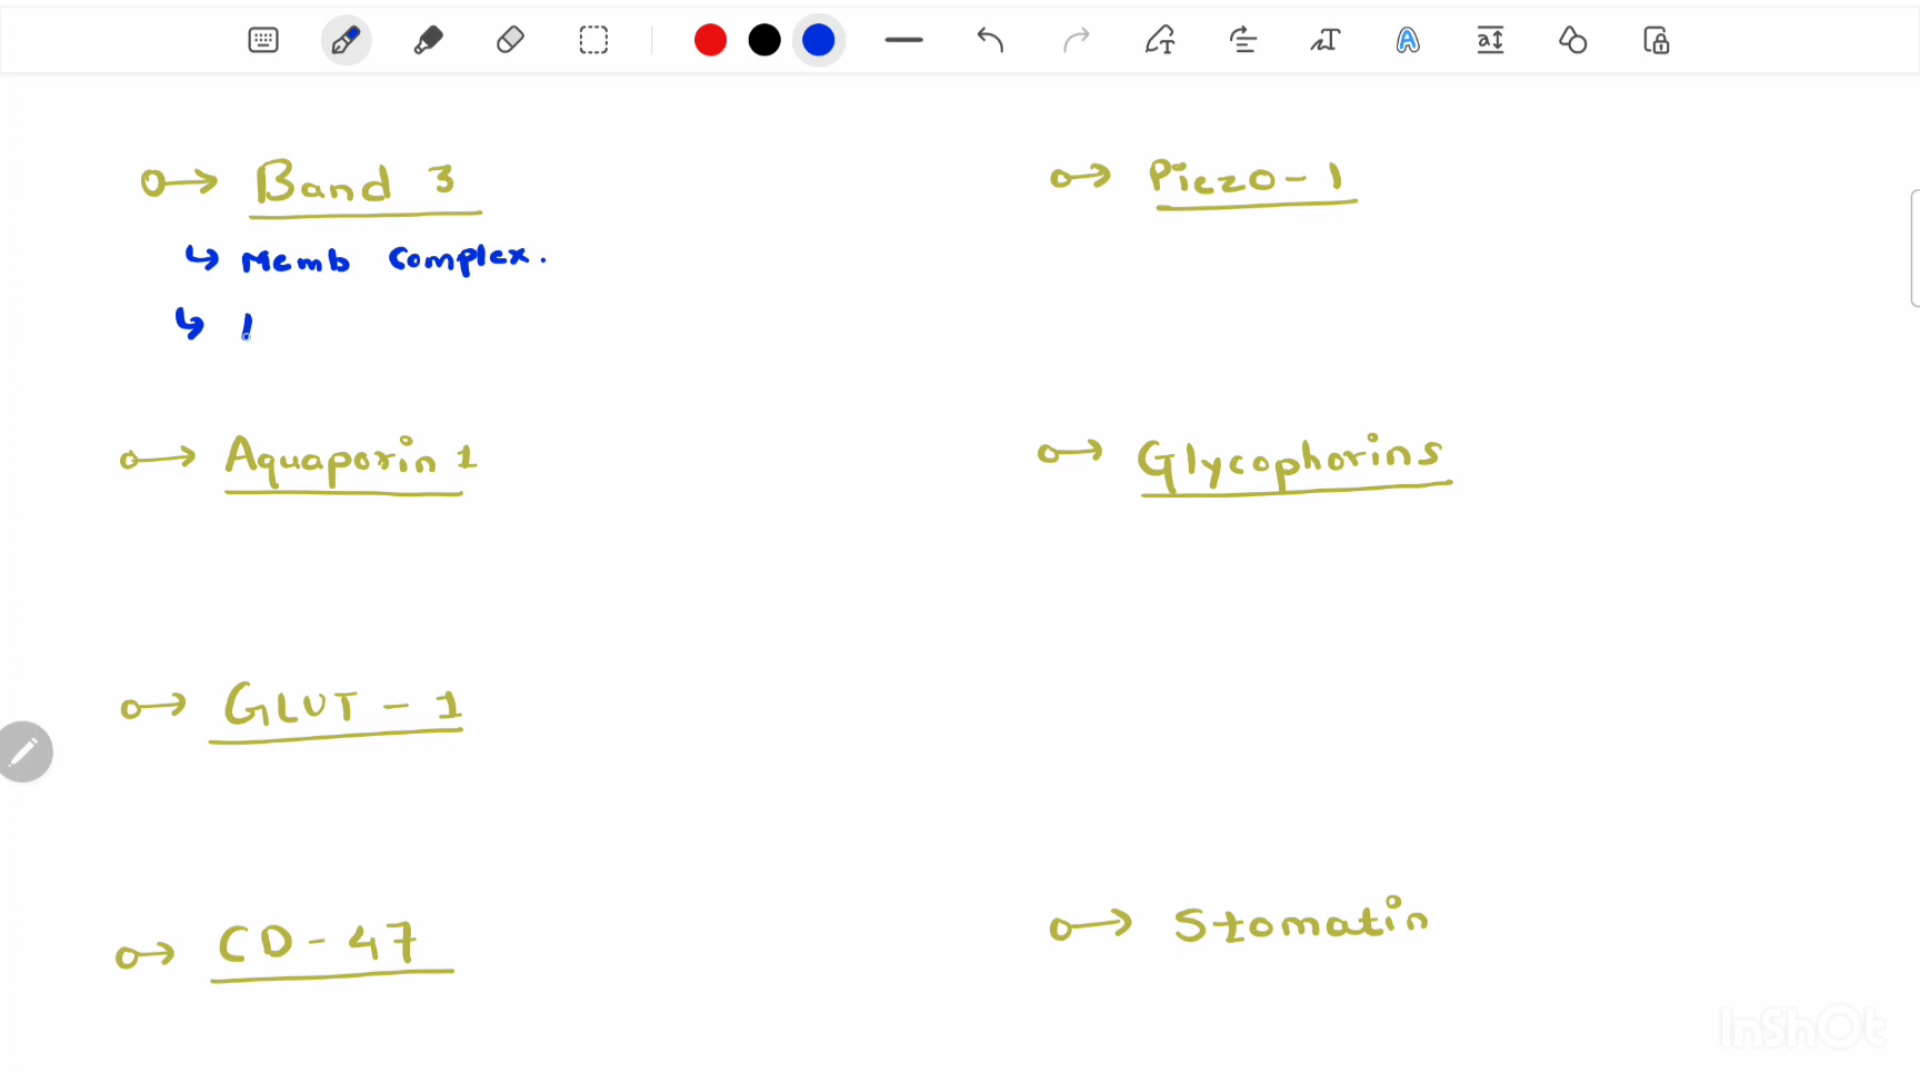 Band 3
Memb Complex.
Aquaporin 1
GLUT - 1
CD - 47
Piezo - 1
Glycophorins
Stomatin
InShOt